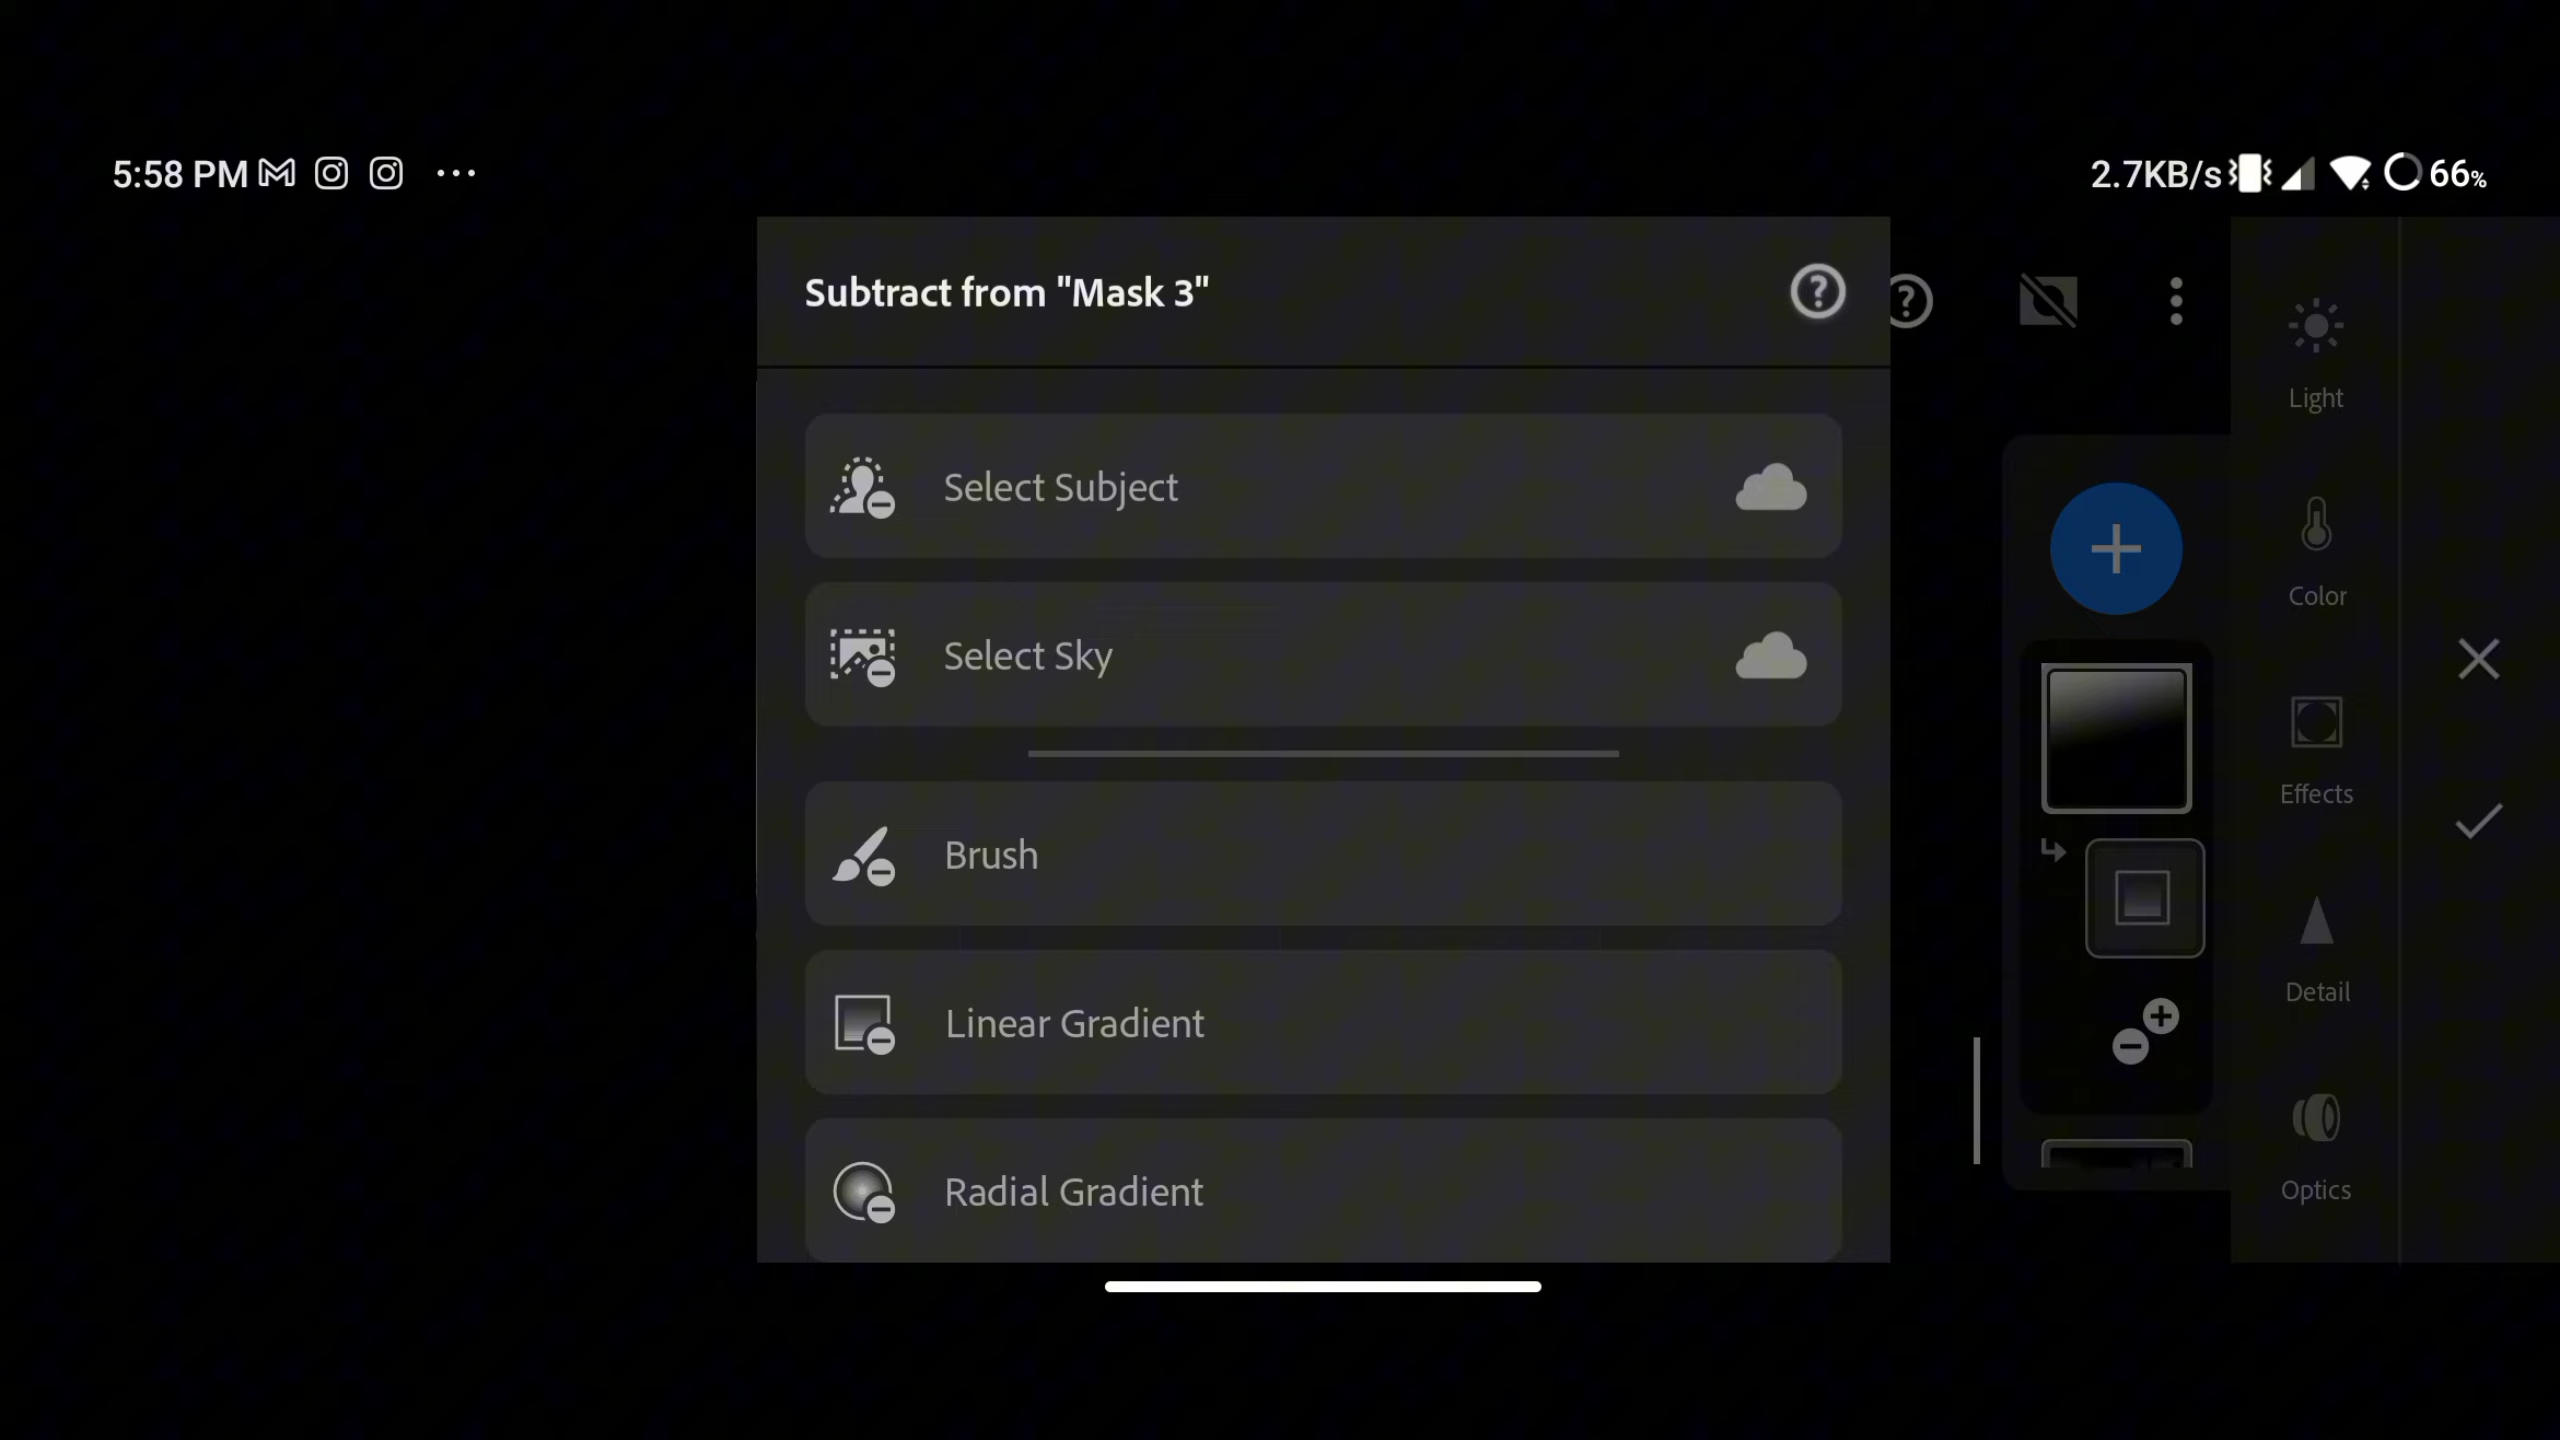 5:58 PM
2.7KB/s 66%
Subtract from "Mask 3"
Select Subject
Select Sky
Brush
Linear Gradient
Radial Gradient
Light
Color
Effects
Detail
Optics